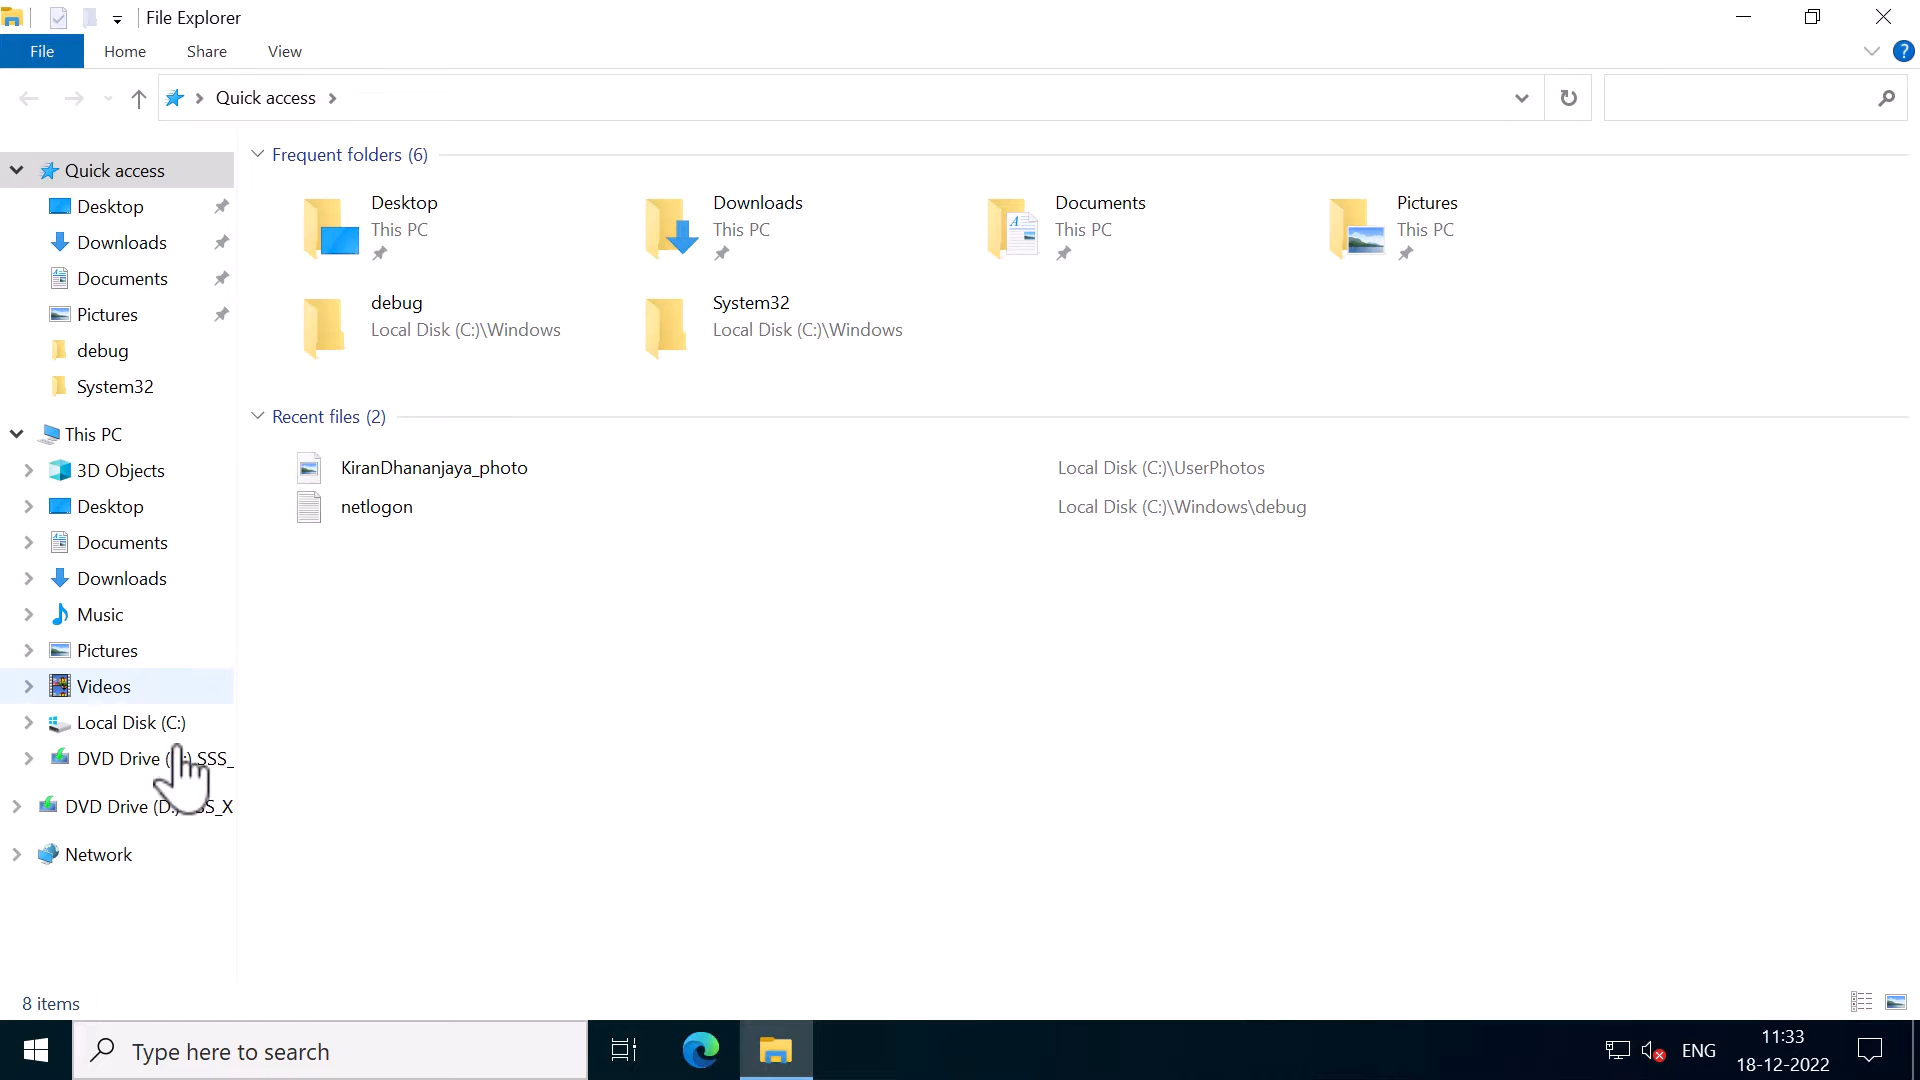 File Explorer
File Home Share View
Quick access
Quick access
Desktop
Downloads
Documents
Pictures
debug
System32
This PC
3D Objects
Desktop
Documents
Downloads
Music
Pictures
Videos
Local Disk (C:)
DVD Drive SSS_
DVD Drive
Network
Frequent folders (6)
Desktop
This PC
Downloads
This PC
Documents
This PC
Pictures
This PC
debug
Local Disk (C:)\Windows
System32
Local Disk (C:)\Windows
Recent files (2)
KiranDhananjaya_photo Local Disk (C:)\UserPhotos
netlogon Local Disk (C:)\Windows\debug
8 items
Type here to search
ENG
11:33
18-12-2022